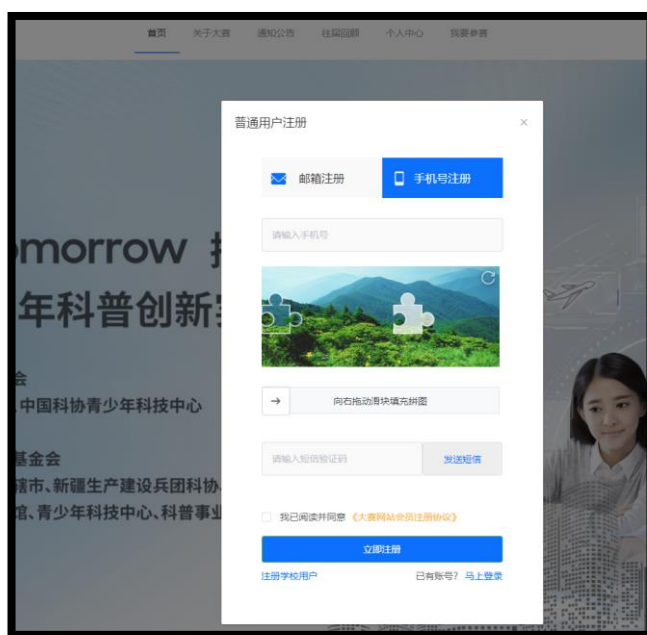 首页 关于大赛 通知公告 往届回顾 个人中心 我要参赛
普通用户注册
邮箱注册 手机号注册
请输入手机号
omorrow
年科普创新
会
中国科协青少年科技中心
向右拖动滑块填充拼图
基金会
请输入短信验证码 发送短信
辖市、新疆生产建设兵团科协
馆、青少年科技中心、科普事业
我已阅读并同意《大赛网站会员注册协议》
立即注册
注册学校用户 已有账号? 马上登录